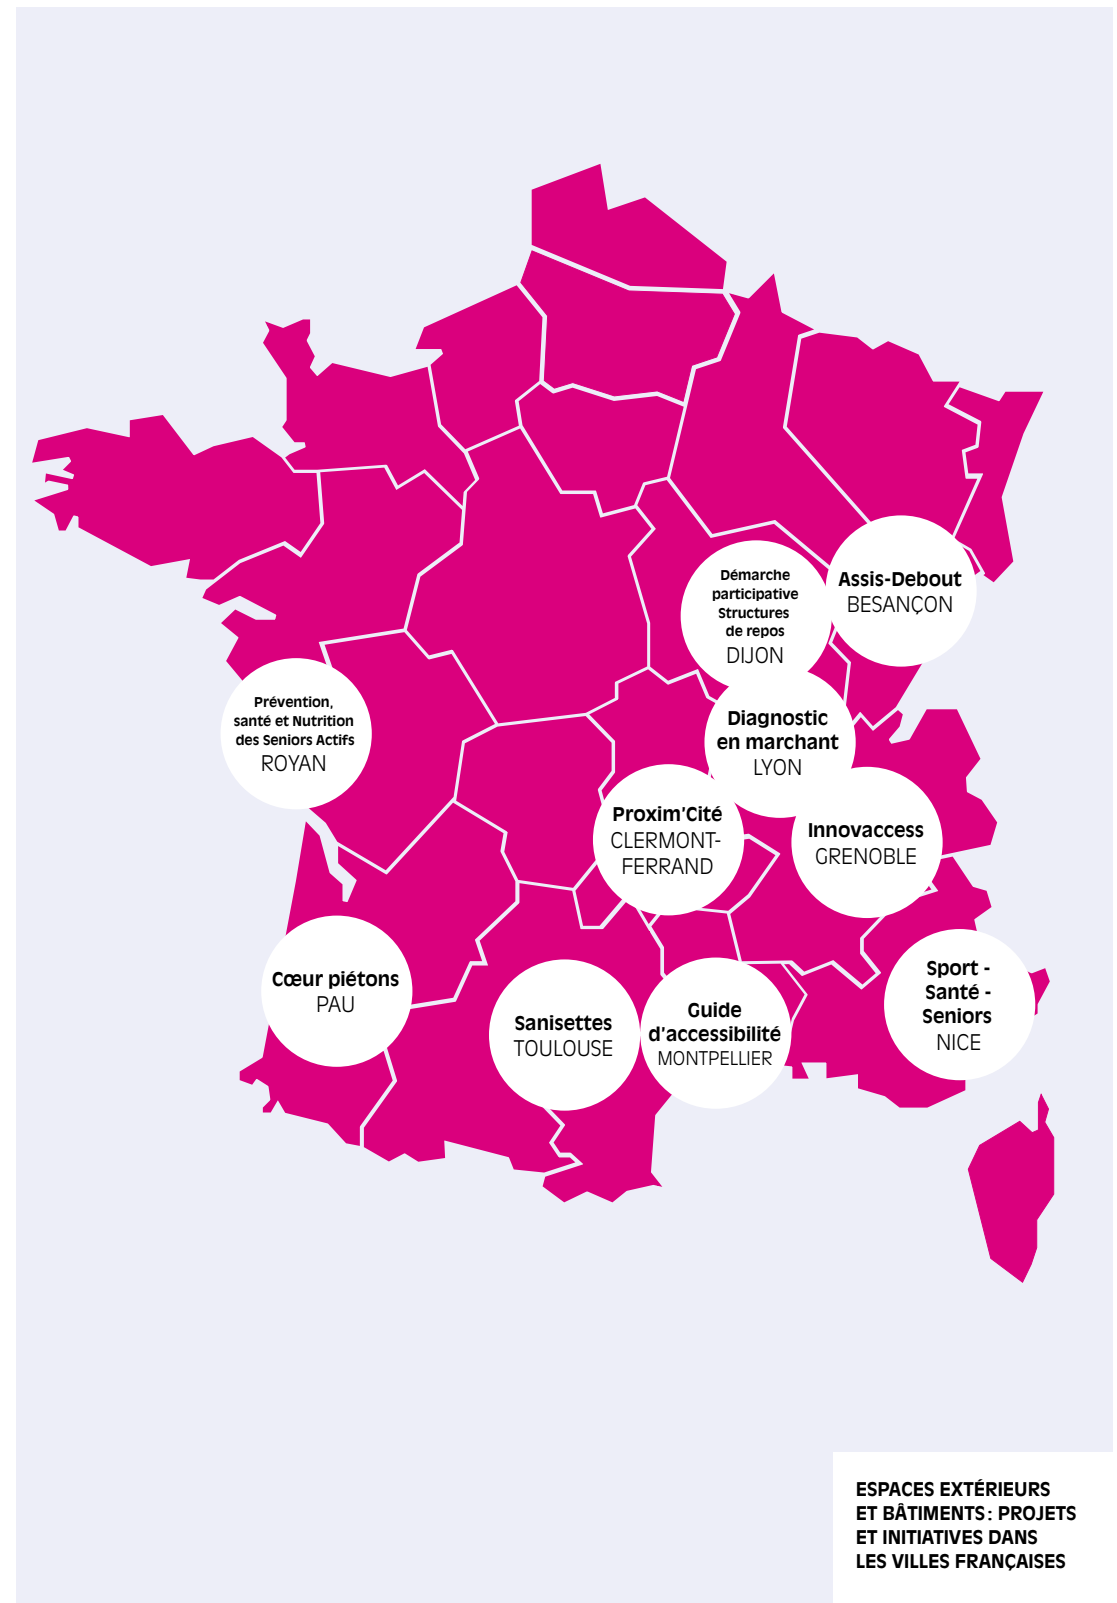 Démarche
participative
Structures
de repos
DIJON
Assis-Debout
BESANÇON
Prévention,
santé et Nutrition
des Seniors Actifs
ROYAN
Diagnostic
en marchant
LYON
Proxim'Cité
CLERMONT-
FERRAND
Innovaccess
GRENOBLE
Cœur piétons
PAU
Sanisettes
TOULOUSE
Guide
d'accessibilité
MONTPELLIER
Sport -
Santé -
Seniors
NICE
ESPACES EXTÉRIEURS
ET BÂTIMENTS : PROJETS
ET INITIATIVES DANS
LES VILLES FRANÇAISES